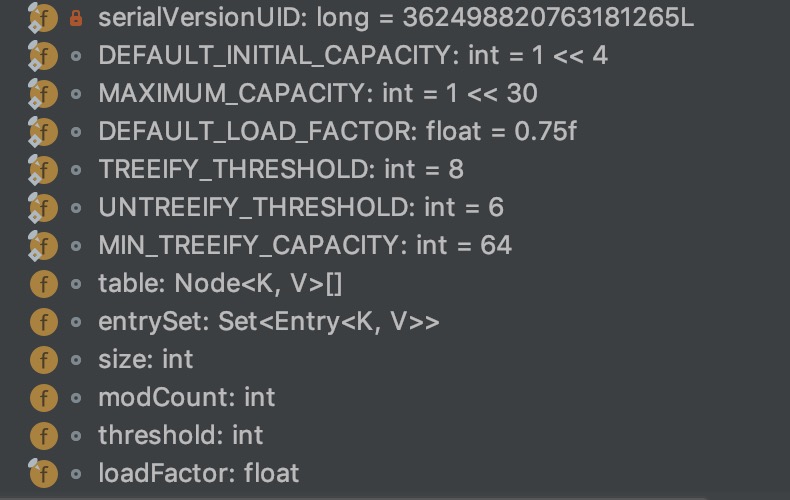 serialVersionUID: long = 362498820763181265L
DEFAULT_INITIAL_CAPACITY: int = 1 << 4
MAXIMUM_CAPACITY: int = 1 << 30
DEFAULT_LOAD_FACTOR: float = 0.75f
TREEIFY_THRESHOLD: int = 8
UNTREEIFY_THRESHOLD: int = 6
MIN_TREEIFY_CAPACITY: int = 64
table: Node<K, V>[]
entrySet: Set<Entry<K, V>>
size: int
modCount: int
threshold: int
loadFactor: float